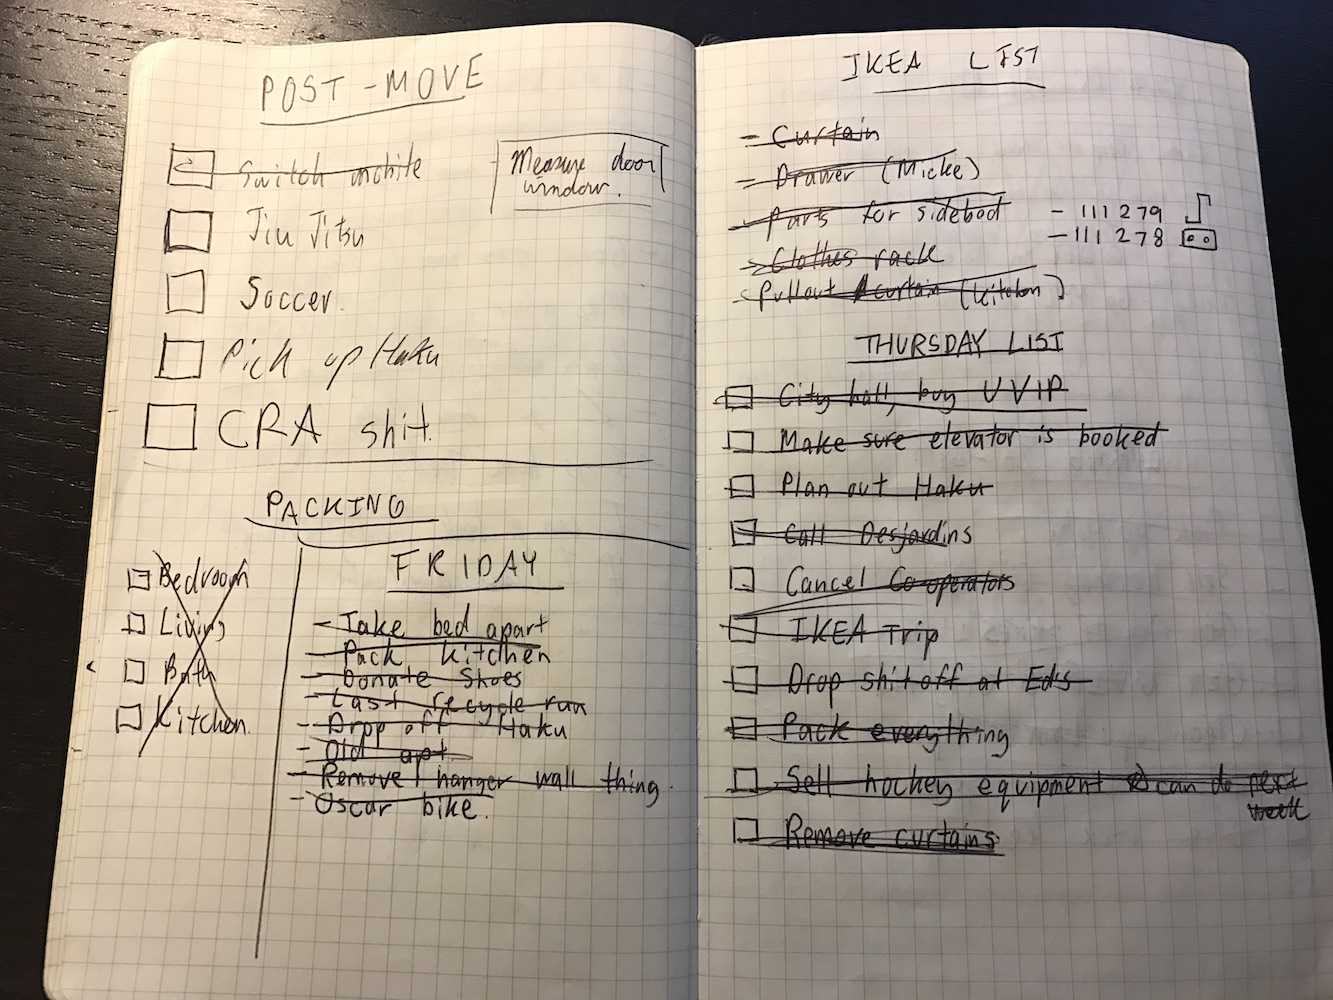 POST-MOVE
Switch mobile
Measure door
window.
Jiu Jitsu
Soccer.
Pick up Haku
CRA shit.
PACKING
Bedroom
Living
Bath
Kitchen.
FRIDAY
- Take bed apart
- Pack kitchen
- Donate Shoes
- Last recycle run
- Drop off Haku
- Old apt
- Remove hanger wall thing.
- Oscar bike.
IKEA LIST
- Curtain
- Drawer (Micke)
- Parts for sidebod - 111 279
- 111 278
- Clothes rack
- Pullout curtain (kitchen)
THURSDAY LIST
City hall, buy UVIP
Make sure elevator is booked
Plan out Haku
Call Desjardins
Cancel Co-operators
IKEA Trip
Drop shit off at Ed's
Pack everything
Sell hockey equipment can do next
week
Remove curtains